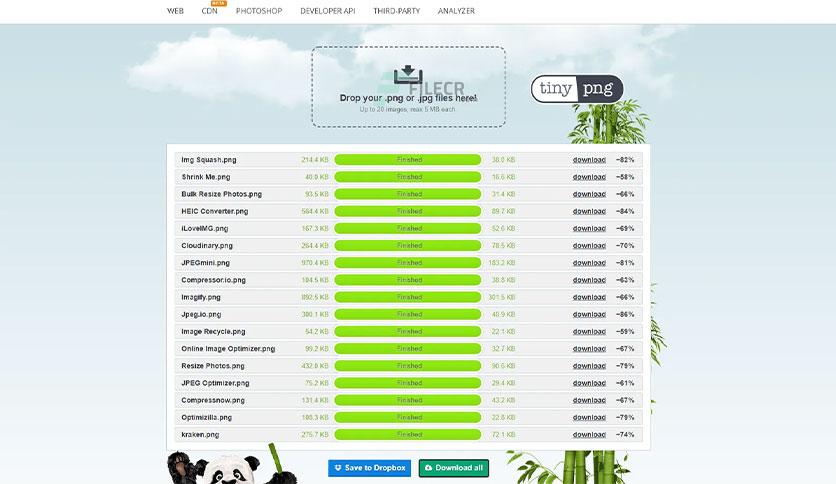 WEB CDN BETA PHOTOSHOP DEVELOPER API THIRD-PARTY ANALYZER
FILECR
Drop your .png or .jpg files here!
Up to 20 images, max 5 MB each.
tiny png
Img Squash.png 214.4 KB Finished 38.0 KB download -82%
Shrink Me.png 40.0 KB Finished 16.6 KB download -58%
Bulk Resize Photos.png 93.5 KB Finished 31.4 KB download -66%
HEIC Converter.png 564.4 KB Finished 89.7 KB download -84%
iLoveIMG.png 167.3 KB Finished 52.6 KB download -69%
Cloudinary.png 264.4 KB Finished 78.5 KB download -70%
JPEGmini.png 970.4 KB Finished 183.2 KB download -81%
Compressor.io.png 104.5 KB Finished 38.8 KB download -63%
Imagify.png 892.5 KB Finished 301.5 KB download -66%
Jpeg.io.png 300.1 KB Finished 40.9 KB download -86%
Image Recycle.png 54.2 KB Finished 22.1 KB download -59%
Online Image Optimizer.png 99.2 KB Finished 32.7 KB download -67%
Resize Photos.png 432.0 KB Finished 90.6 KB download -79%
JPEG Optimizer.png 75.2 KB Finished 29.4 KB download -61%
Compressnow.png 131.4 KB Finished 43.2 KB download -67%
Optimizilla.png 108.3 KB Finished 22.8 KB download -79%
kraken.png 275.7 KB Finished 72.1 KB download -74%
Save to Dropbox Download all